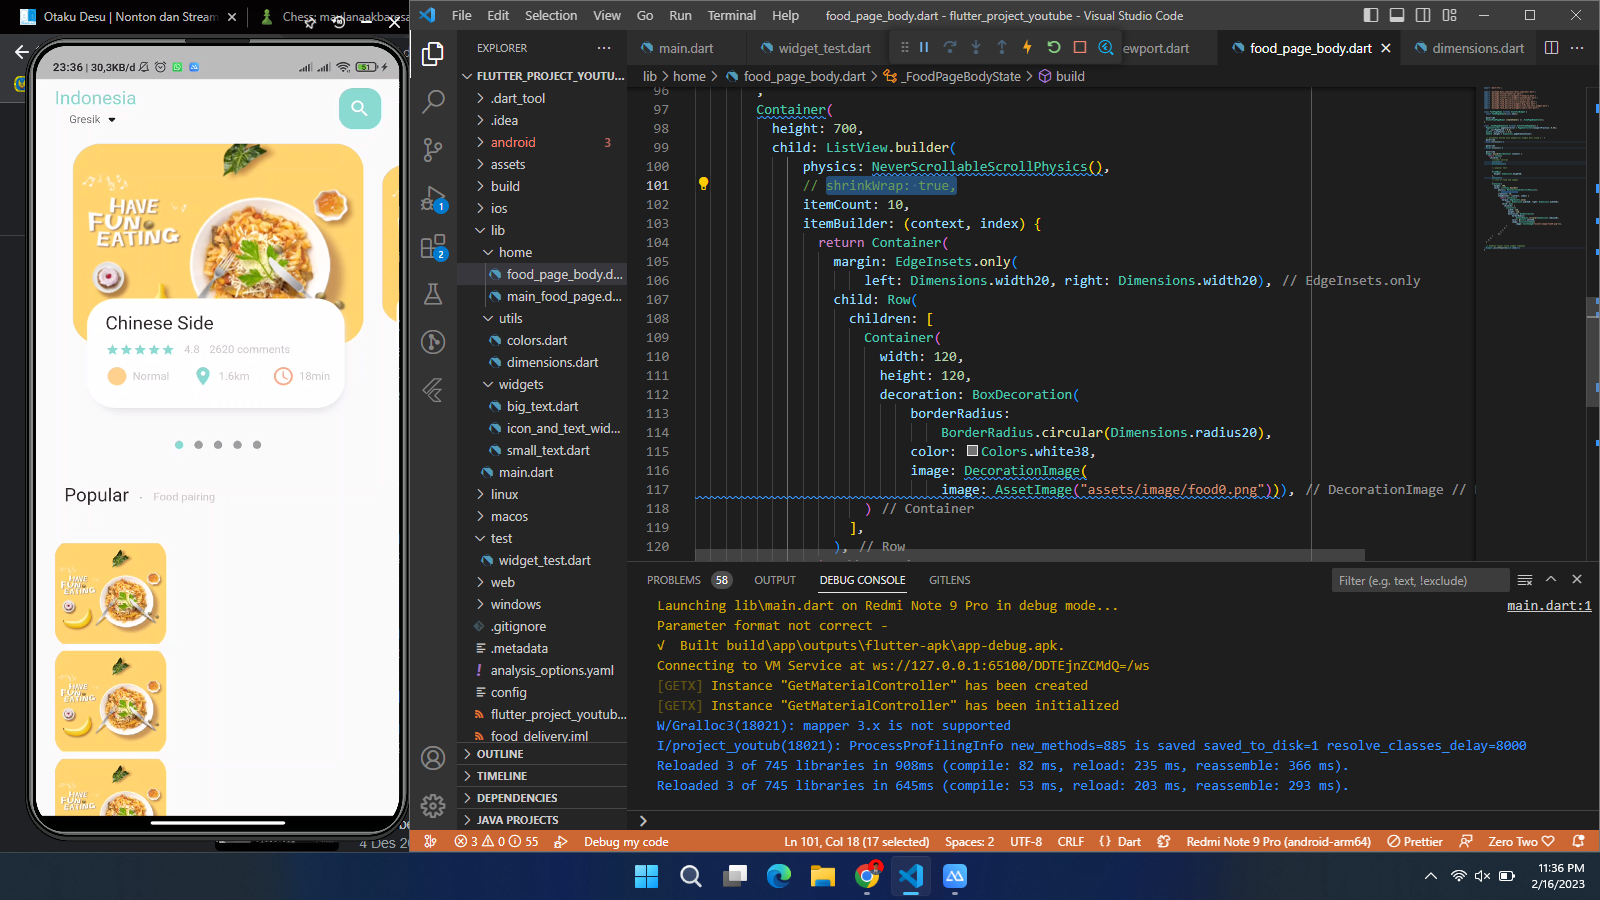 Otaku Desu | Nonton dan Stream
23:36 | 30,3KB/d
51
Indonesia
Gresik
HAVE
FUN
EATING
Chinese Side
4.8 2620 comments
Normal 1.6km 18min
Popular · Food pairing
HAVE
FUN
EATING
HAVE
FUN
EATING
HAVE
FUN
EATING
4 Des 2
File Edit Selection View Go Run Terminal Help food_page_body.dart - flutter_project_youtube - Visual Studio Code
EXPLORER ···
FLUTTER_PROJECT_YOUTU...
.dart_tool
.idea
android 3
assets
build
ios
lib
home
food_page_body.d...
main_food_page.d...
utils
colors.dart
dimensions.dart
widgets
big_text.dart
icon_and_text_wid...
small_text.dart
main.dart
linux
macos
test
widget_test.dart
web
windows
.gitignore
.metadata
analysis_options.yaml
config
flutter_project_youtub...
food_delivery.iml
OUTLINE
TIMELINE
DEPENDENCIES
JAVA PROJECTS
1
2
main.dart widget_test.dart ewport.dart food_page_body.dart dimensions.dart
lib > home > food_page_body.dart > _FoodPageBodyState > build
96 ,
97 Container(
98 height: 700,
99 child: ListView.builder(
100 physics: NeverScrollableScrollPhysics(),
101 // shrinkWrap: true,
102 itemCount: 10,
103 itemBuilder: (context, index) {
104 return Container(
105 margin: EdgeInsets.only(
106 left: Dimensions.width20, right: Dimensions.width20), // EdgeInsets.only
107 child: Row(
108 children: [
109 Container(
110 width: 120,
111 height: 120,
112 decoration: BoxDecoration(
113 borderRadius:
114 BorderRadius.circular(Dimensions.radius20),
115 color: Colors.white38,
116 image: DecorationImage(
117 image: AssetImage("assets/image/food0.png"))), // DecorationImage //
118 ) // Container
119 ],
120 ), // Row
PROBLEMS 58 OUTPUT DEBUG CONSOLE GITLENS Filter (e.g. text, !exclude)
Launching lib\main.dart on Redmi Note 9 Pro in debug mode... main.dart:1
Parameter format not correct -
√ Built build\app\outputs\flutter-apk\app-debug.apk.
Connecting to VM Service at ws://127.0.0.1:65100/DDTEjnZCMdQ=/ws
[GETX] Instance "GetMaterialController" has been created
[GETX] Instance "GetMaterialController" has been initialized
W/Gralloc3(18021): mapper 3.x is not supported
I/project_youtub(18021): ProcessProfilingInfo new_methods=885 is saved saved_to_disk=1 resolve_classes_delay=8000
Reloaded 3 of 745 libraries in 908ms (compile: 82 ms, reload: 235 ms, reassemble: 366 ms).
Reloaded 3 of 745 libraries in 645ms (compile: 53 ms, reload: 203 ms, reassemble: 293 ms).
3 0 55 Debug my code Ln 101, Col 18 (17 selected) Spaces: 2 UTF-8 CRLF {} Dart Redmi Note 9 Pro (android-arm64) Prettier Zero Two
11:36 PM
2/16/2023